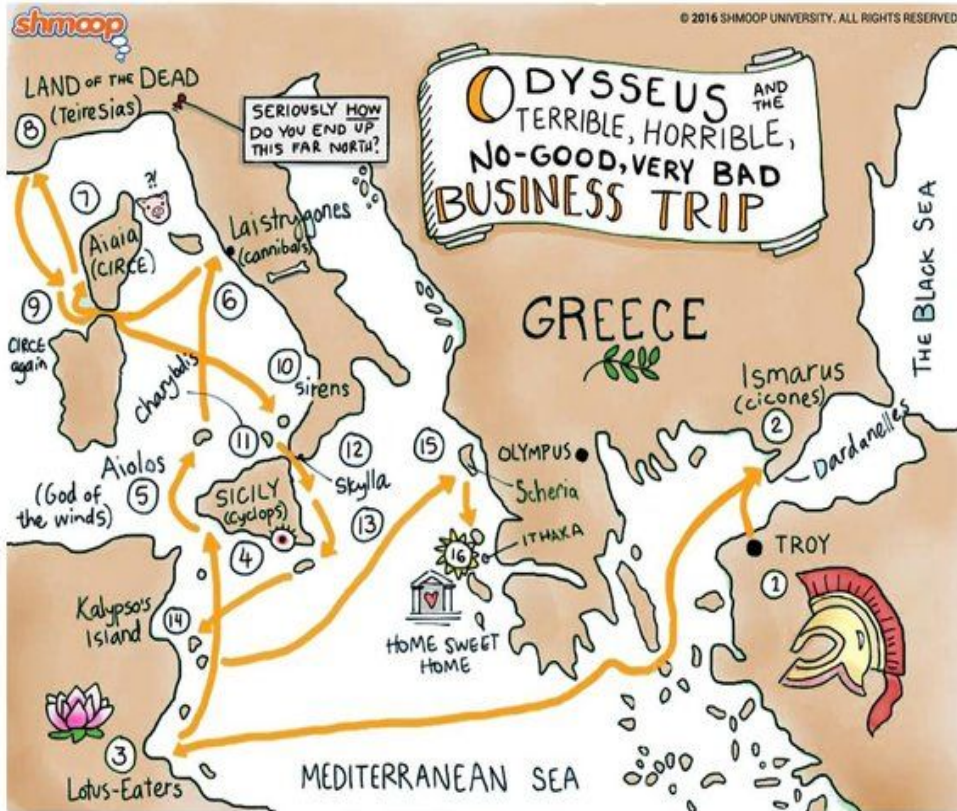 shmoop
© 2016 SHMOOP UNIVERSITY. ALL RIGHTS RESERVED
ODYSSEUS AND THE
TERRIBLE, HORRIBLE,
NO-GOOD, VERY BAD
BUSINESS TRIP
LAND OF THE DEAD
(Teiresias)
8
SERIOUSLY HOW
DO YOU END UP
THIS FAR NORTH?
7
?!
Aiaia
(CIRCE)
Laistrygones
(cannibals)
6
9
CIRCE
again
GREECE
THE BLACK SEA
Ismarus
(cicones)
2
Dardanelles
10
Sirens
Charybdis
11
12
Skylla
13
15
OLYMPUS
Scheria
Aiolos
5
(God of
the winds)
SICILY
(Cyclops)
4
16
ITHAKA
TROY
1
Kalypso's
Island
14
HOME SWEET
HOME
3
Lotus-Eaters
MEDITERRANEAN SEA